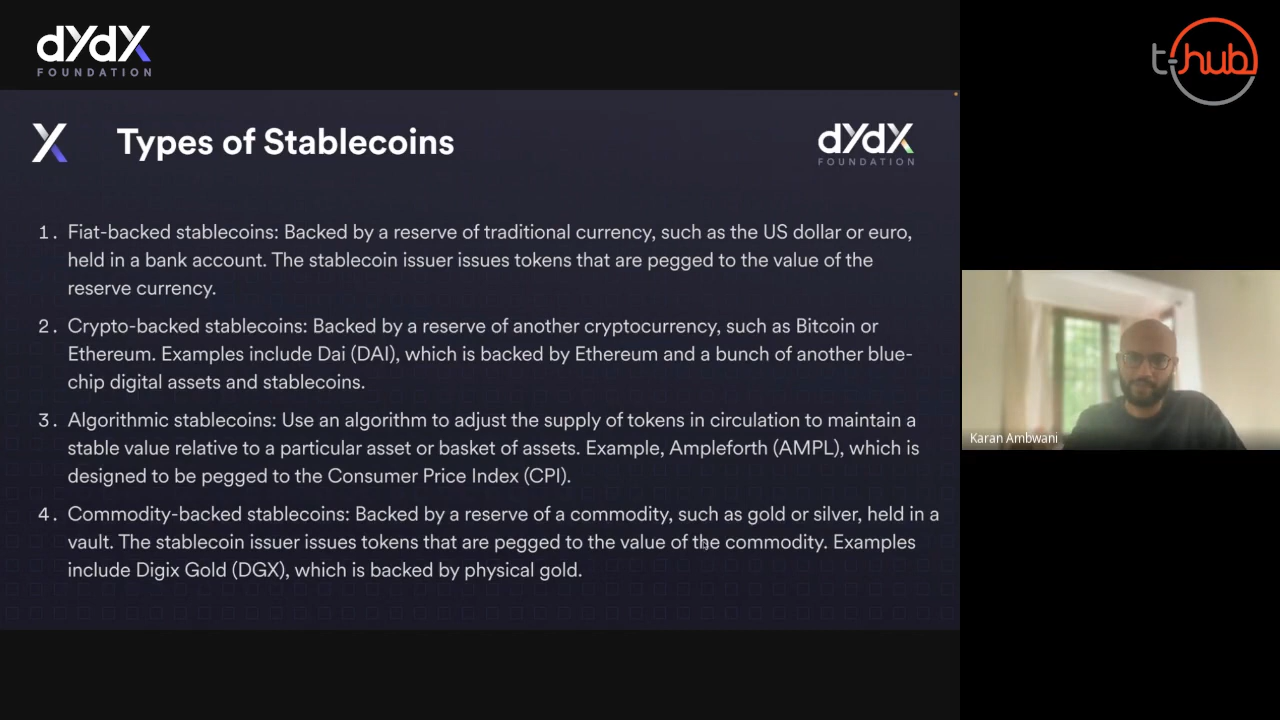 dYdX
FOUNDATION
t-hub
X Types of Stablecoins
dYdX
FOUNDATION
1. Fiat-backed stablecoins: Backed by a reserve of traditional currency, such as the US dollar or euro,
held in a bank account. The stablecoin issuer issues tokens that are pegged to the value of the
reserve currency.
2. Crypto-backed stablecoins: Backed by a reserve of another cryptocurrency, such as Bitcoin or
Ethereum. Examples include Dai (DAI), which is backed by Ethereum and a bunch of another blue-
chip digital assets and stablecoins.
3. Algorithmic stablecoins: Use an algorithm to adjust the supply of tokens in circulation to maintain a
stable value relative to a particular asset or basket of assets. Example, Ampleforth (AMPL), which is
designed to be pegged to the Consumer Price Index (CPI).
4. Commodity-backed stablecoins: Backed by a reserve of a commodity, such as gold or silver, held in a
vault. The stablecoin issuer issues tokens that are pegged to the value of the commodity. Examples
include Digix Gold (DGX), which is backed by physical gold.
Karan Ambwani